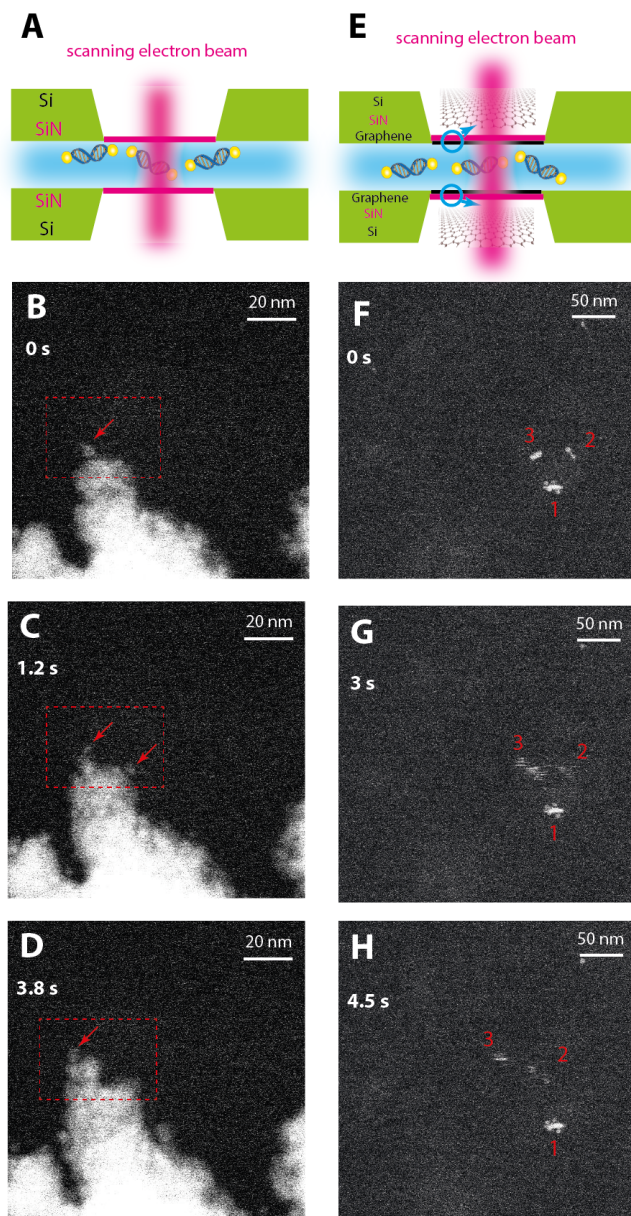 A
scanning electron beam
Si
SiN
SiN
Si
B
20 nm
0 s
C
20 nm
1.2 s
D
20 nm
3.8 s
E
scanning electron beam
Si
SiN
Graphene
Graphene
SiN
Si
F
50 nm
0 s
3
2
1
G
50 nm
3 s
3
2
1
H
50 nm
4.5 s
3
2
1